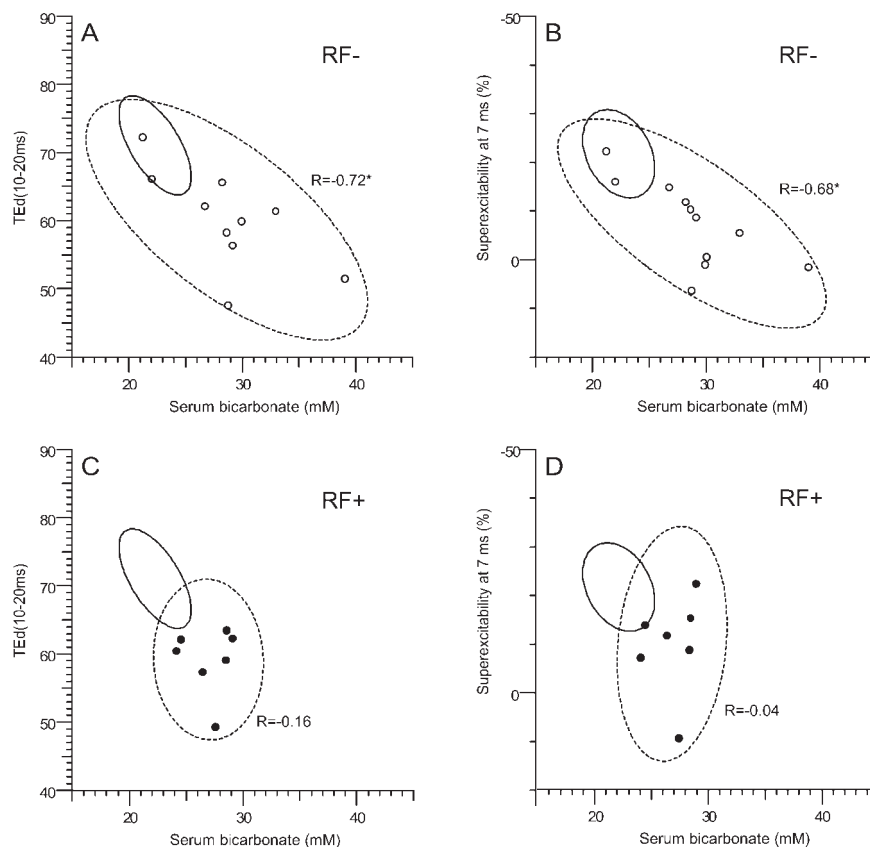 A
RF-
90
80
70
60
50
40
TEd(10-20ms)
R=-0.72*
20 30 40
Serum bicarbonate (mM)
B
RF-
-50
0
Superexcitability at 7 ms (%)
R=-0.68*
20 30 40
Serum bicarbonate (mM)
C
RF+
90
80
70
60
50
40
TEd(10-20ms)
R=-0.16
20 30 40
Serum bicarbonate (mM)
D
RF+
-50
0
Superexcitability at 7 ms (%)
R=-0.04
20 30 40
Serum bicarbonate (mM)